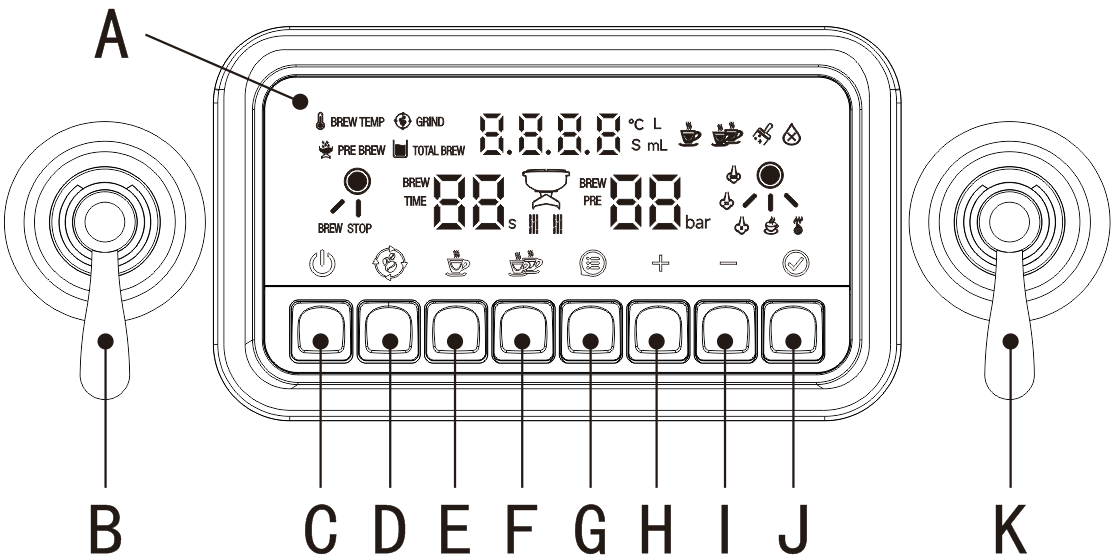 A
BREW TEMP GRIND 8.8.8.8 °C L
PRE BREW TOTAL BREW S mL
BREW TIME 88 s BREW PRE 88 bar
BREW STOP
B C D E F G H I J K